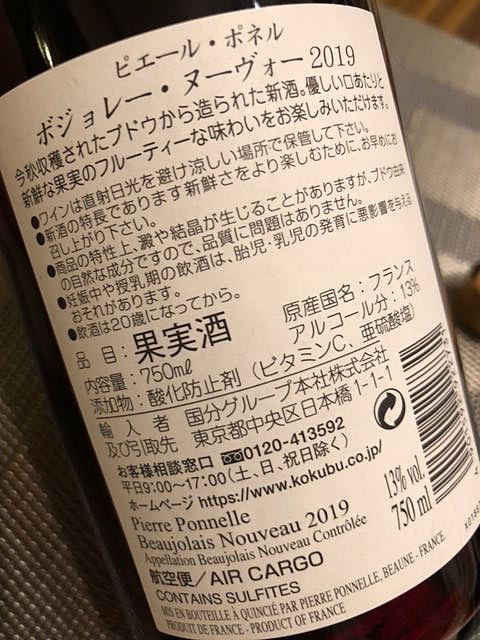 ピエール・ポネル
ボジョレー・ヌーヴォー 2019
今秋収穫されたブドウから造られた新酒。優しい口あたりと
新鮮な果実のフルーティーな味わいをお楽しみいただけます。
●ワインは直射日光を避け涼しい場所で保管して下さい。
●新酒の特長であります新鮮さをより楽しむために、お早めにお
召し上がり下さい。
●商品の特性上、澱や結晶が生じることがありますが、ブドウ由来
の自然な成分ですので、品質に問題はありません。
●妊娠中や授乳期の飲酒は、胎児・乳児の発育に悪影響を与える
おそれがあります。
●飲酒は20歳になってから。
品目:果実酒 原産国名:フランス
内容量:750ml アルコール分:13%
添加物:酸化防止剤(ビタミンC、亜硫酸塩)
輸入者 国分グループ本社株式会社
及び引取先 東京都中央区日本橋1-1-1
お客様相談窓口 0120-413592
平日9:00～17:00(土、日、祝日除く)
ホームページ https://www.kokubu.co.jp/
Pierre Ponnelle
Beaujolais Nouveau 2019
Appellation Beaujolais Nouveau Contrôlée
13% vol.
750 ml
航空便/AIR CARGO
CONTAINS SULFITES
MIS EN BOUTEILLE À QUINCIÉ PAR PIERRE PONNELLE, BEAUNE - FRANCE.
PRODUIT DE FRANCE - PRODUCT OF FRANCE